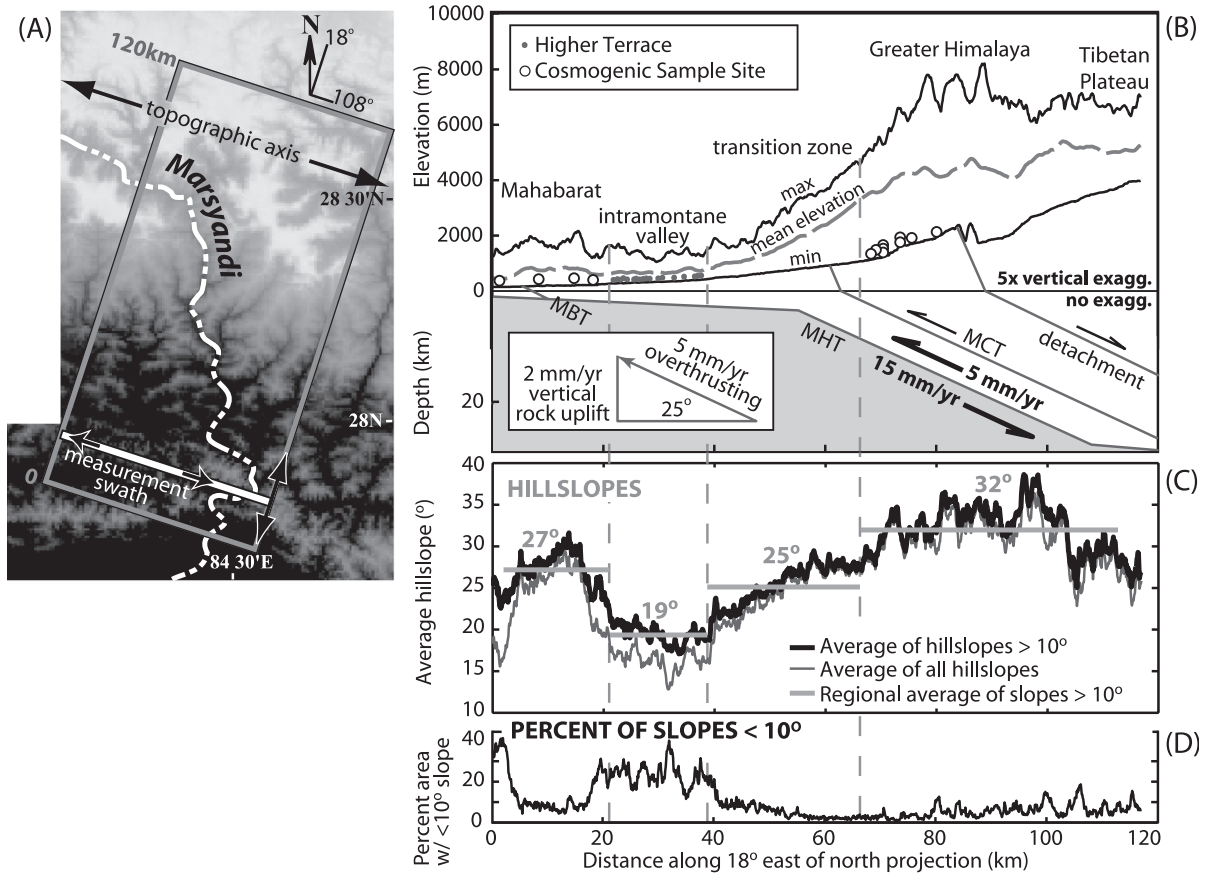 (A)
120km
N
18°
108°
topographic axis
Marsyandi
28 30'N
28N
measurement
swath
0
84 30'E
(B)
Elevation (m)
8000
6000
4000
2000
0
Higher Terrace
Cosmogenic Sample Site
Greater Himalaya
Tibetan
Plateau
transition zone
Mahabarat
intramontane
valley
max
mean elevation
min
5x vertical exagg.
no exagg.
Depth (km)
20
MBT
MHT
MCT
detachment
5 mm/yr
15 mm/yr
5 mm/yr
overthrusting
2 mm/yr
vertical
rock uplift
25°
(C)
Average hillslope (°)
40
35
30
25
20
15
10
HILLSLOPES
27°
19°
25°
32°
Average of hillslopes > 10°
Average of all hillslopes
Regional average of slopes > 10°
(D)
PERCENT OF SLOPES < 10°
Percent area
w/ <10° slope
40
20
0
0 20 40 60 80 100 120
Distance along 18° east of north projection (km)